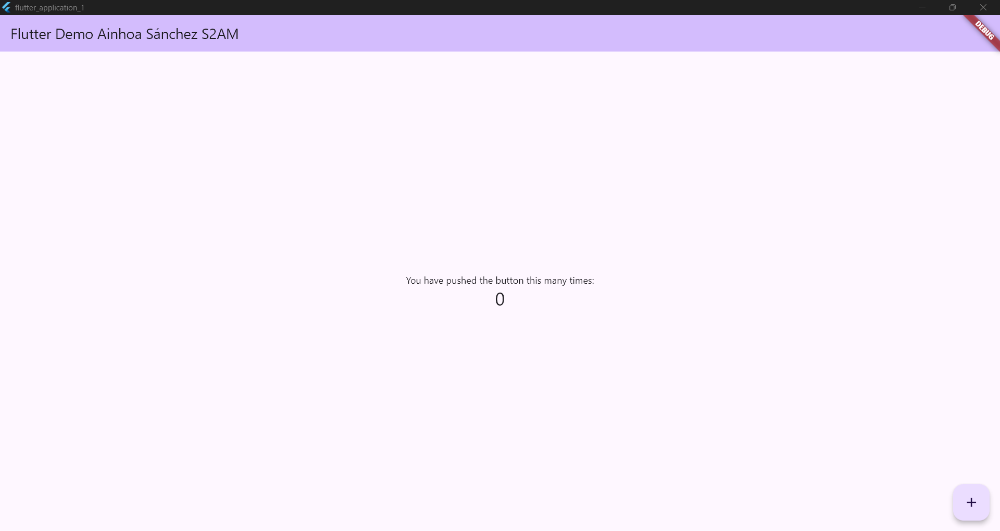 flutter_application_1
Flutter Demo Ainhoa Sánchez S2AM
DEBUG
You have pushed the button this many times:
0
+